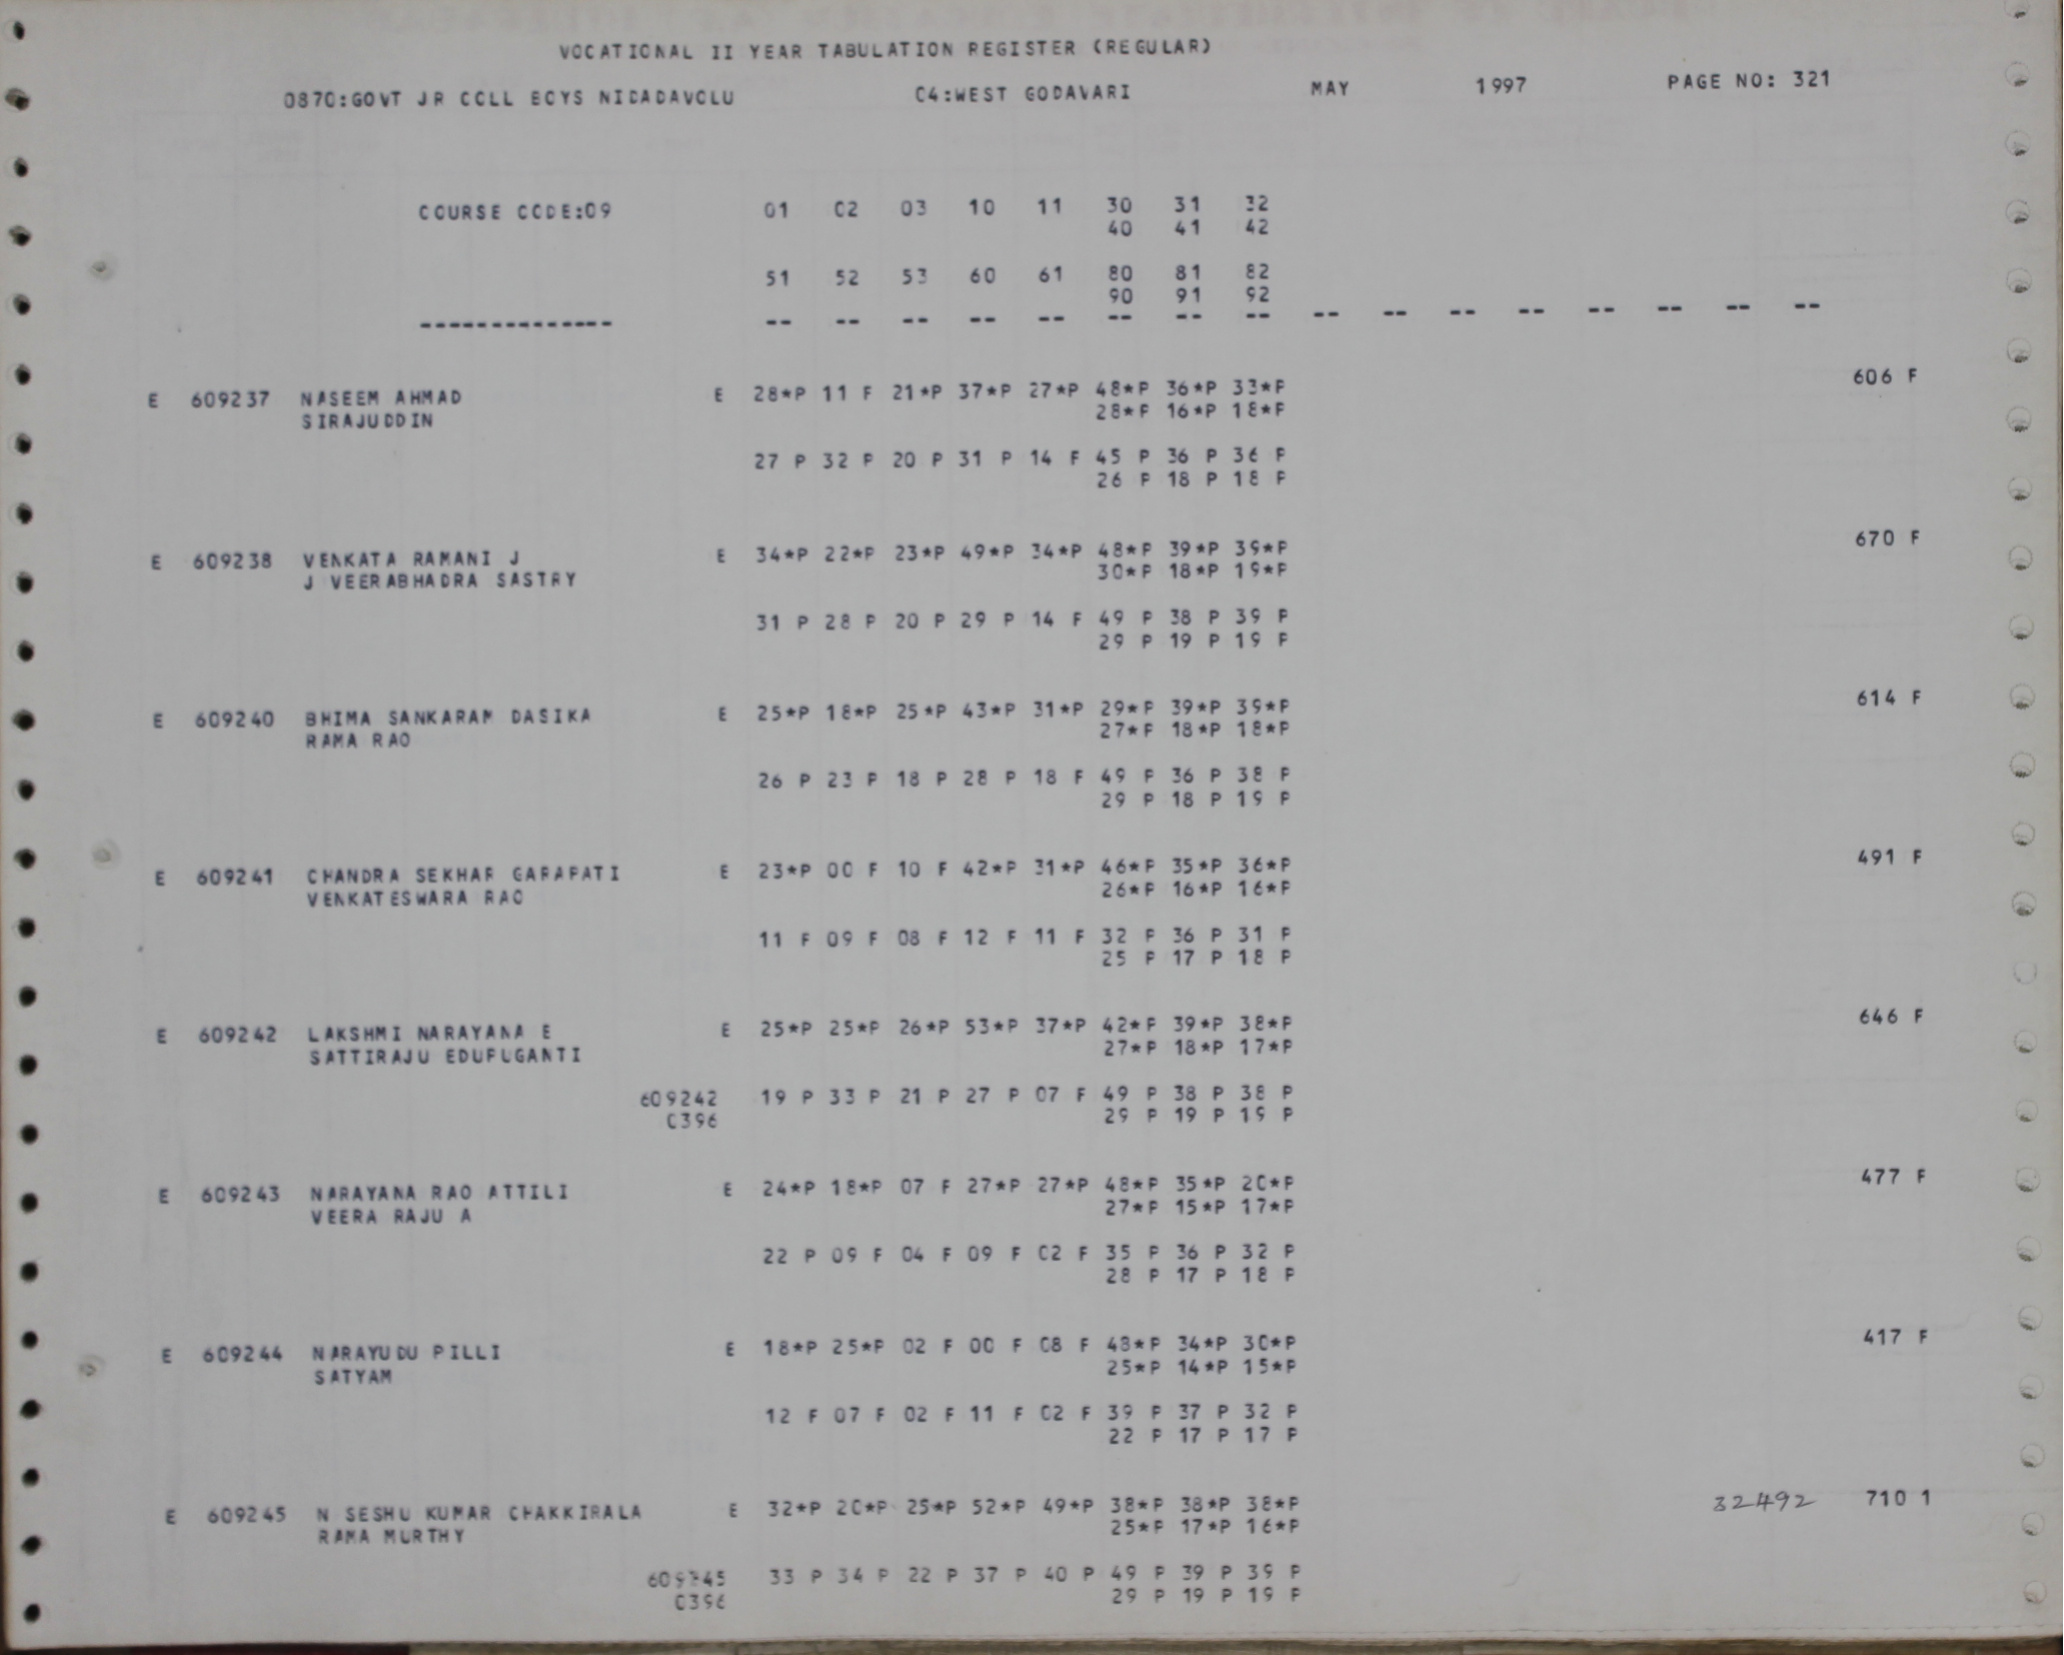 VOCATIONAL II YEAR TABULATION REGISTER (REGULAR)
0870:GOVT JR COLL BOYS NIDADAVOLU C4:WEST GODAVARI MAY 1997 PAGE NO: 321
COURSE CODE:09 01 02 03 10 11 30 31 32
40 41 42
51 52 53 60 61 80 81 82
90 91 92
-------------- -- -- -- -- -- -- -- -- -- -- -- -- -- -- -- --
E 609237 NASEEM AHMAD E 28*P 11 F 21*P 37*P 27*P 48*P 36*P 33*P 606 F
SIRAJUDDIN 28*P 16*P 18*P
27 P 32 P 20 P 31 P 14 F 45 P 36 P 36 P
26 P 18 P 18 P
E 609238 VENKATA RAMANI J E 34*P 22*P 23*P 49*P 34*P 48*P 39*P 39*P 670 F
J VEERABHADRA SASTRY 30*P 18*P 19*P
31 P 28 P 20 P 29 P 14 F 49 P 38 P 39 P
29 P 19 P 19 P
E 609240 BHIMA SANKARAM DASIKA E 25*P 18*P 25*P 43*P 31*P 29*P 39*P 39*P 614 F
RAMA RAO 27*P 18*P 18*P
26 P 23 P 18 P 28 P 18 F 49 P 36 P 38 P
29 P 18 P 19 P
E 609241 CHANDRA SEKHAR GARAPATI E 23*P 00 F 10 F 42*P 31*P 46*P 35*P 36*P 491 F
VENKATESWARA RAO 26*P 16*P 16*P
11 F 09 F 08 F 12 F 11 F 32 P 36 P 31 P
25 P 17 P 18 P
E 609242 LAKSHMI NARAYANA E E 25*P 25*P 26*P 53*P 37*P 42*P 39*P 38*P 646 F
SATTIRAJU EDUPUGANTI 27*P 18*P 17*P
609242 19 P 33 P 21 P 27 P 07 F 49 P 38 P 38 P
0396 29 P 19 P 19 P
E 609243 NARAYANA RAO ATTILI E 24*P 18*P 07 F 27*P 27*P 48*P 35*P 20*P 477 F
VEERA RAJU A 27*P 15*P 17*P
22 P 09 F 04 F 09 F 02 F 35 P 36 P 32 P
28 P 17 P 18 P
E 609244 NARAYUDU PILLI E 18*P 25*P 02 F 00 F 08 F 48*P 34*P 30*P 417 F
SATYAM 25*P 14*P 15*P
12 F 07 F 02 F 11 F 02 F 39 P 37 P 32 P
22 P 17 P 17 P
E 609245 N SESHU KUMAR CHAKKIRALA E 32*P 20*P 25*P 52*P 49*P 38*P 38*P 38*P 32492 710 1
RAMA MURTHY 25*P 17*P 16*P
609245 33 P 34 P 22 P 37 P 40 P 49 P 39 P 39 P
0396 29 P 19 P 19 P